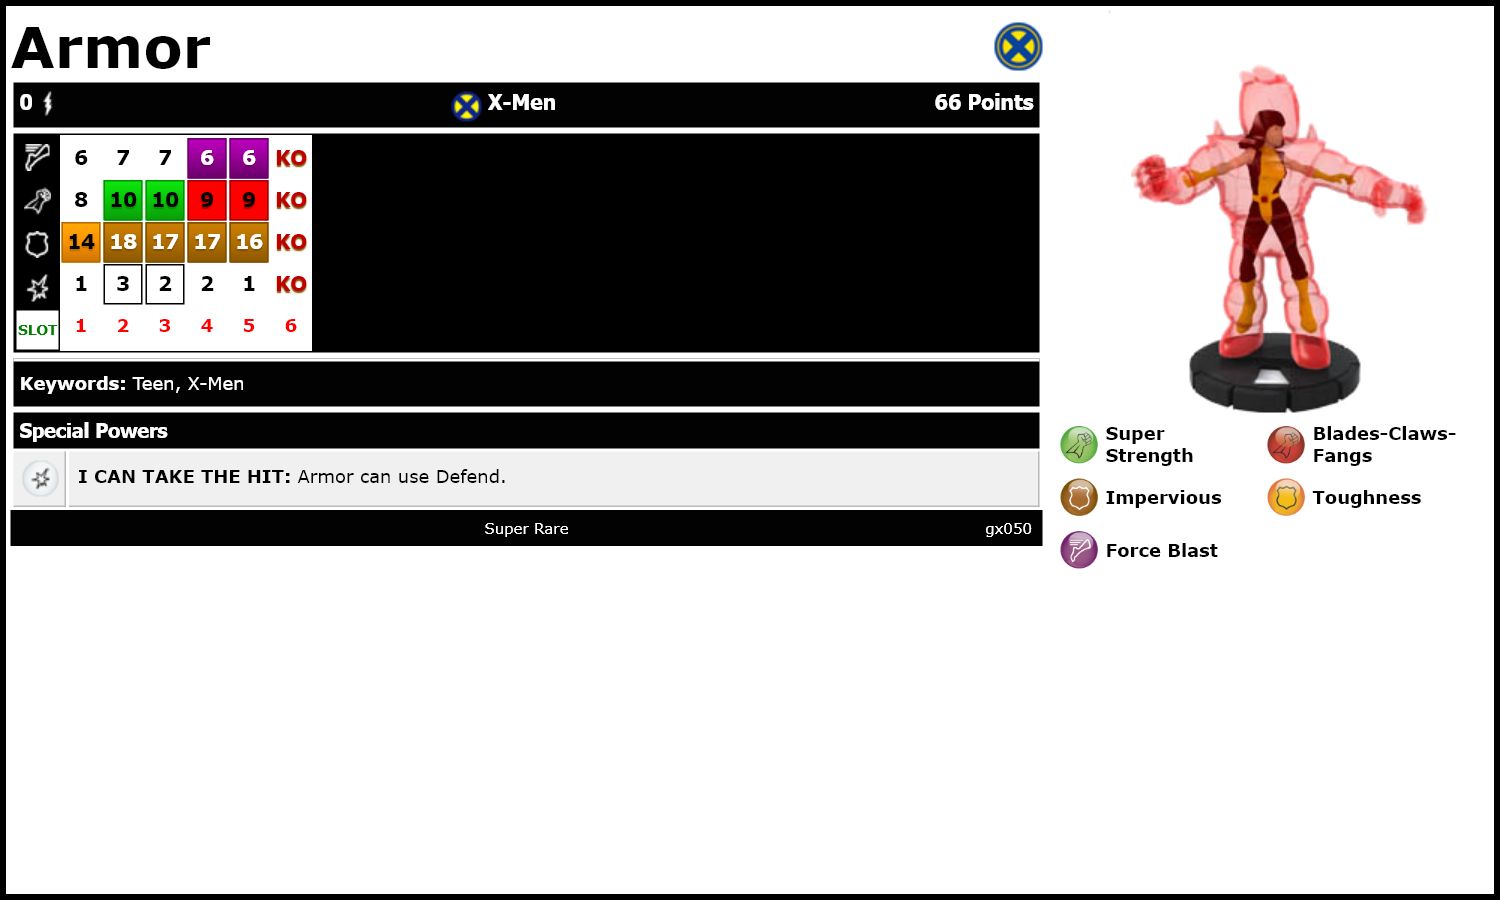 Armor
0 X-Men 66 Points
6 7 7 6 6 KO
8 10 10 9 9 KO
14 18 17 17 16 KO
1 3 2 2 1 KO
SLOT 1 2 3 4 5 6
Keywords: Teen, X-Men
Special Powers
I CAN TAKE THE HIT: Armor can use Defend.
Super Rare gx050
Super
Strength
Blades-Claws-
Fangs
Impervious
Toughness
Force Blast